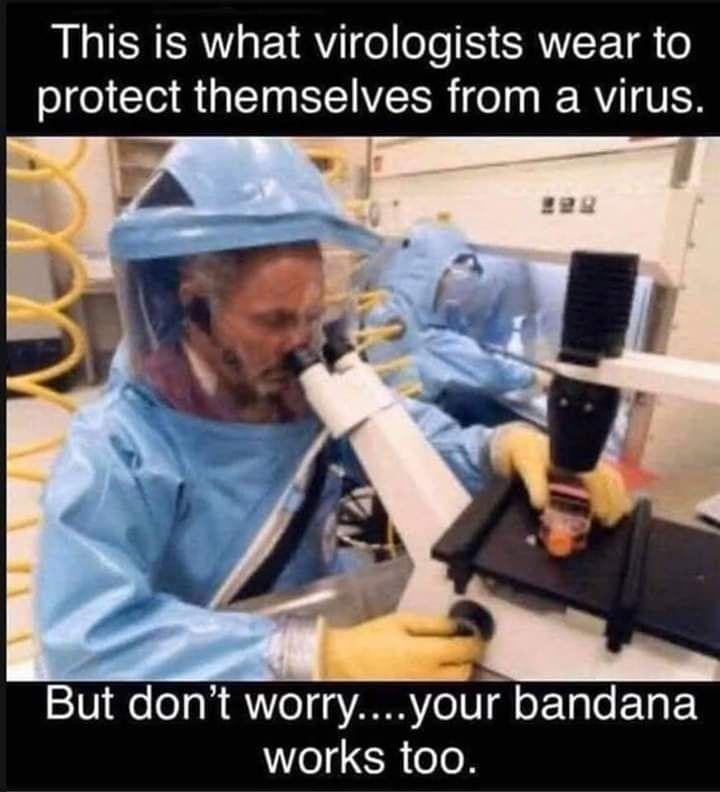 This is what virologists wear to
protect themselves from a virus.
But don't worry....your bandana
works too.